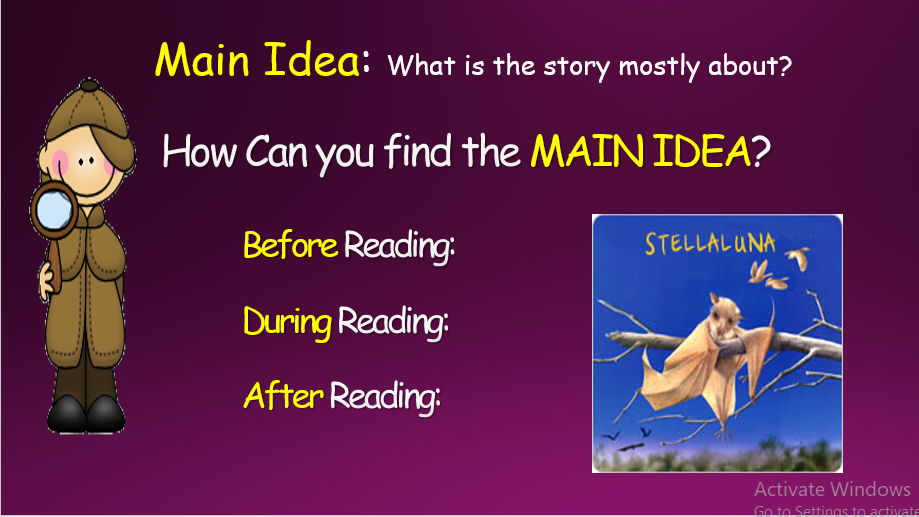 Main Idea: What is the story mostly about?
How Can you find the MAIN IDEA?
Before Reading:
STELLALUNA
During Reading:
After Reading:
Activate Windows
Go to Settings to activate